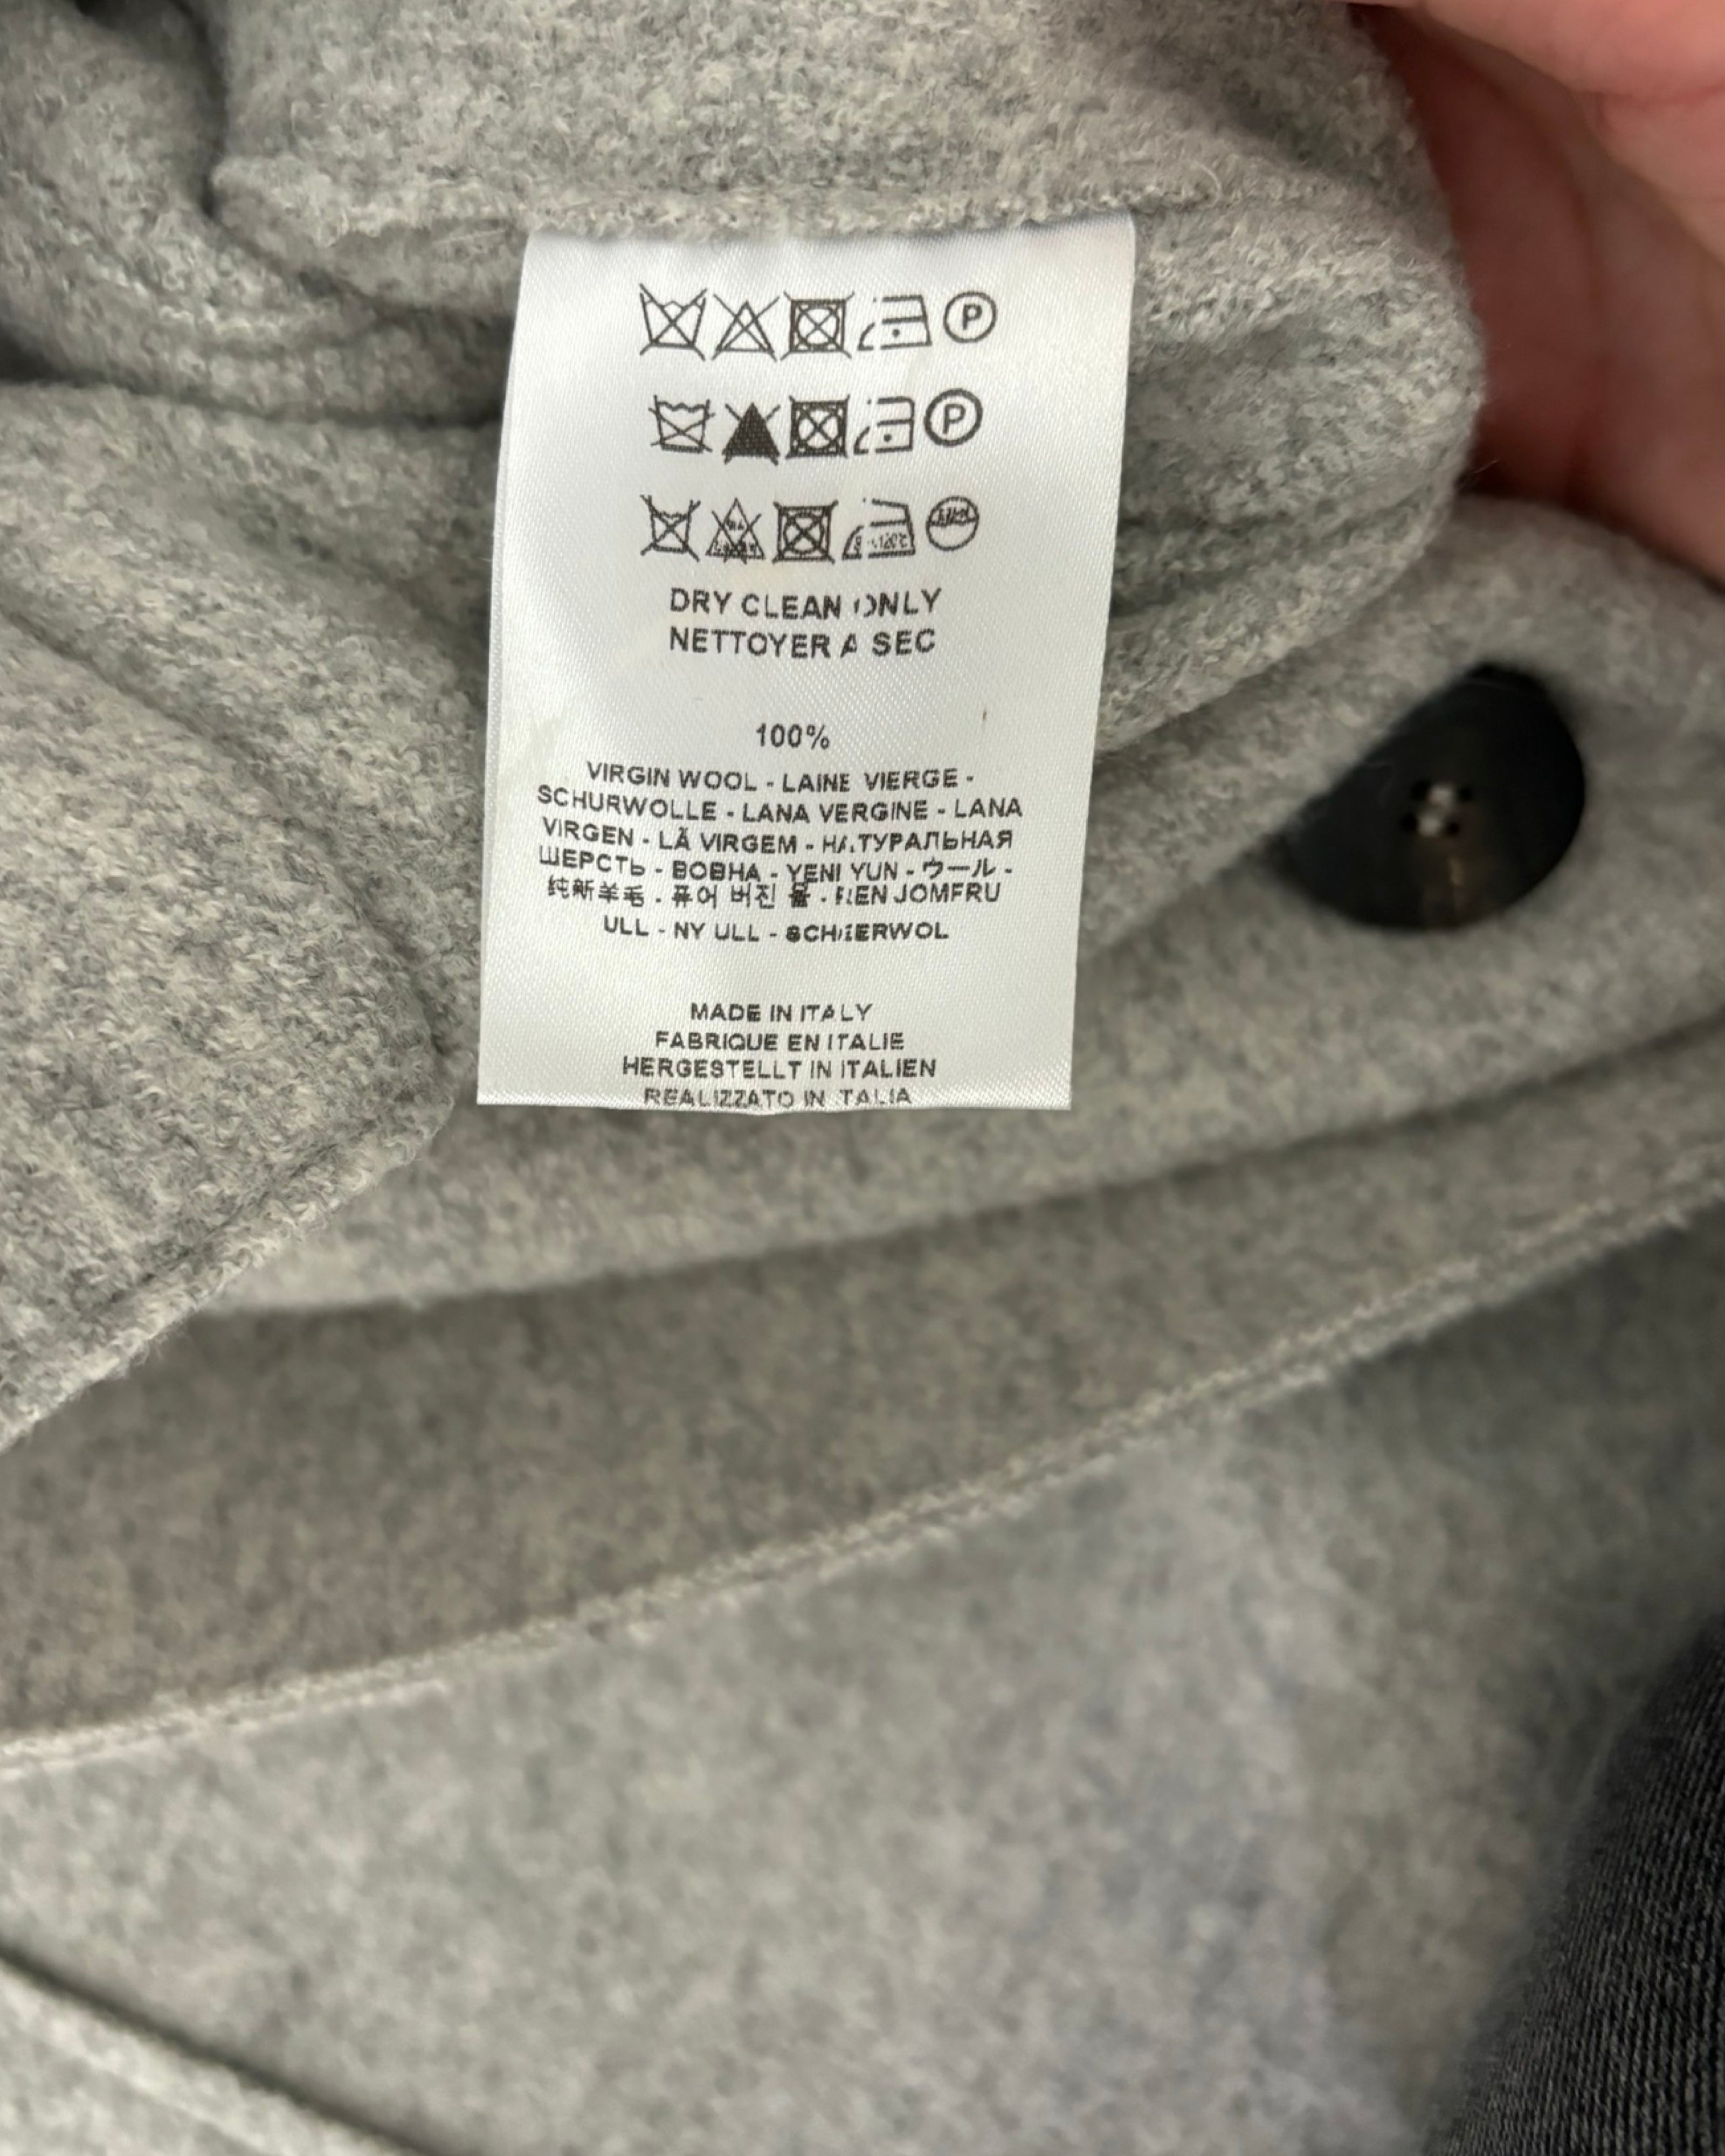 P
P
DRY CLEAN ONLY
NETTOYER A SEC
100%
VIRGIN WOOL - LAINE VIERGE -
SCHURWOLLE - LANA VERGINE - LANA
VIRGEN - LÃ VIRGEM - НАТУРАЛЬНАЯ
ШЕРСТЬ - ВОВНА - YENI YUN - ウール -
纯新羊毛 - 퓨어 버진 울 - REN JOMFRU
ULL - NY ULL - SCHEERWOL
MADE IN ITALY
FABRIQUE EN ITALIE
HERGESTELLT IN ITALIEN
REALIZZATO IN ITALIA